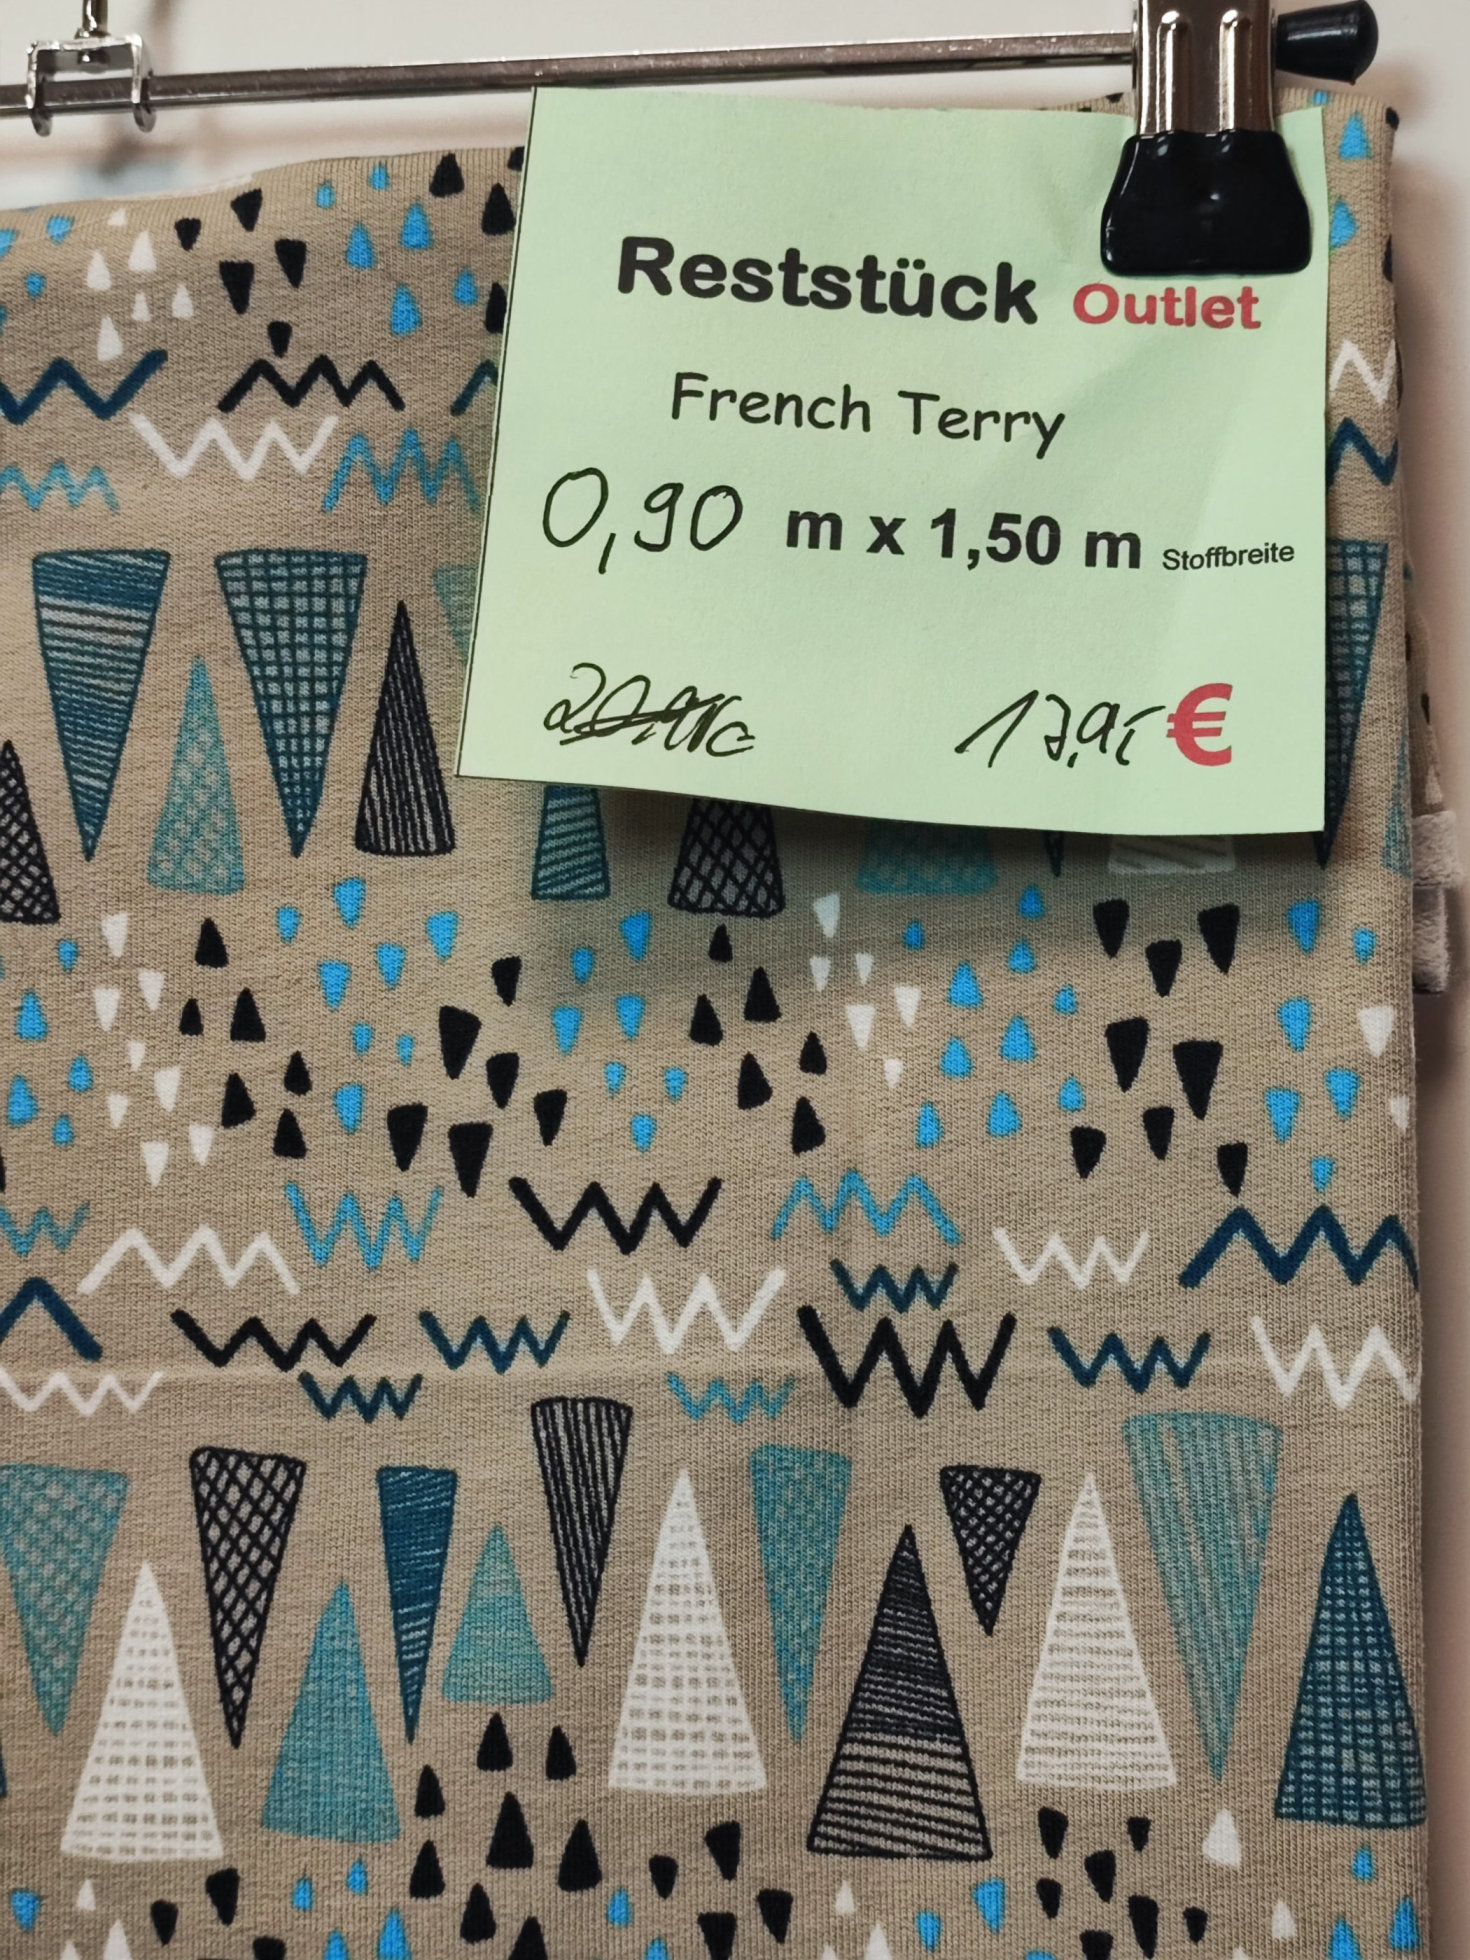 Reststück Outlet
French Terry
0,90 m x 1,50 m Stoffbreite
17,95 €